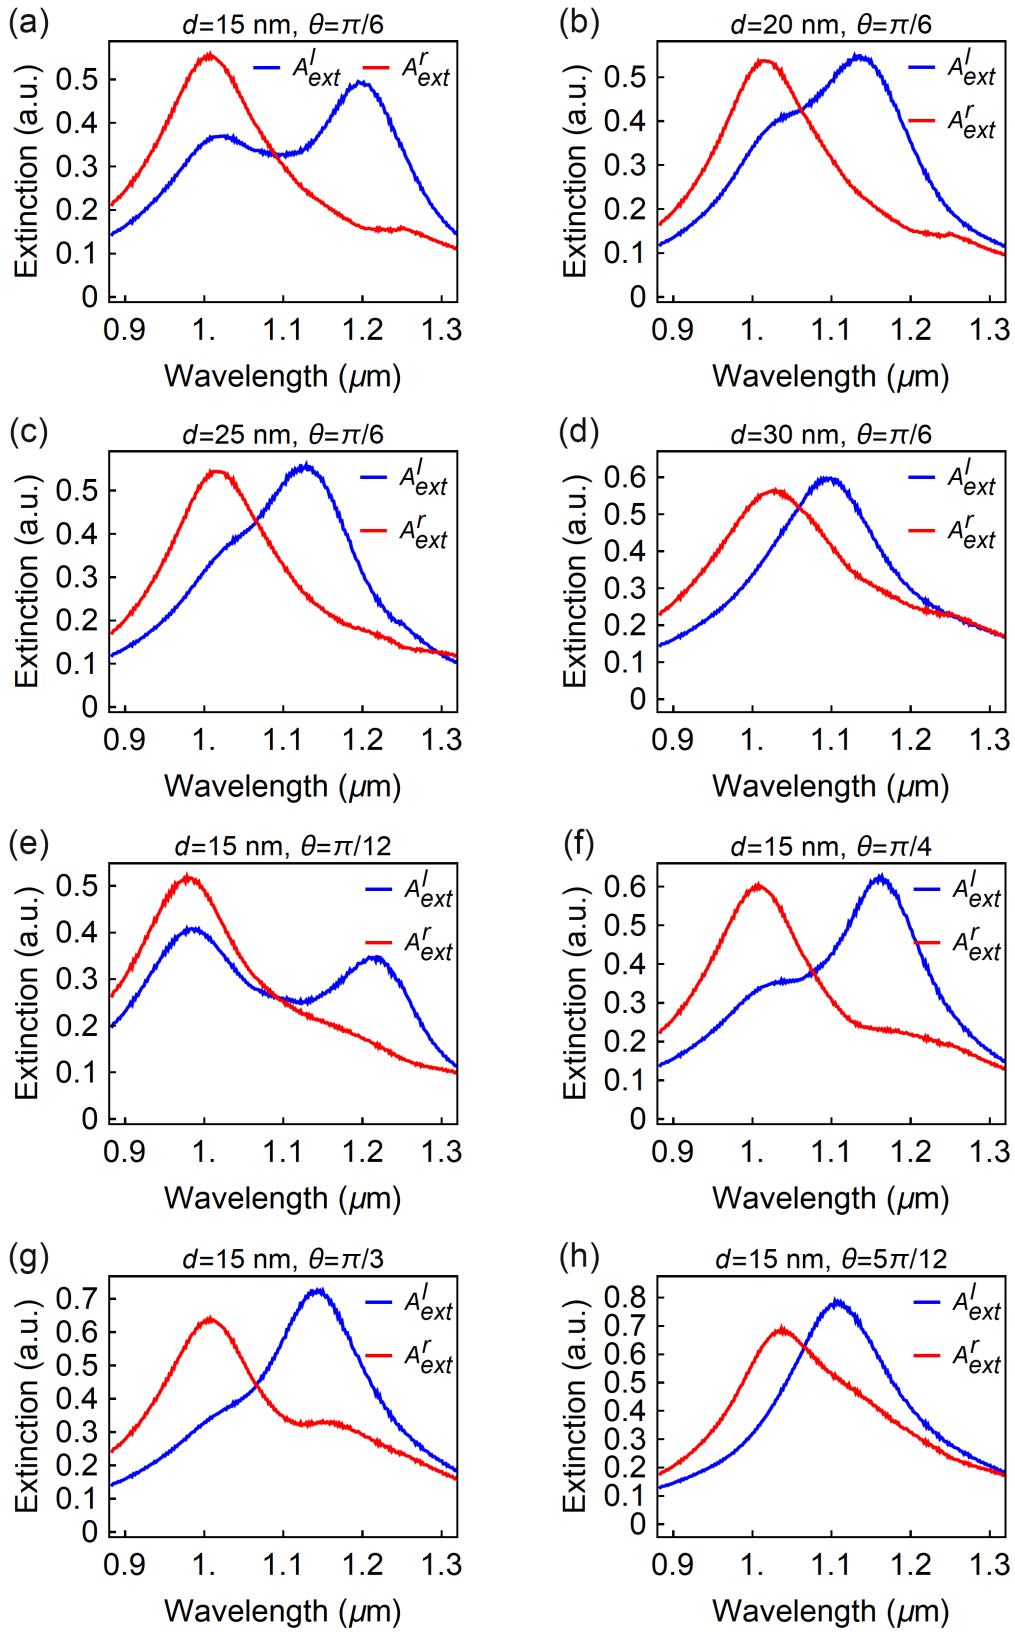 (a) d=15 nm, θ=π/6
Extinction (a.u.)
0.5
0.4
0.3
0.2
0.1
0
A^l_ext A^r_ext
0.9 1. 1.1 1.2 1.3
Wavelength (μm)
(b) d=20 nm, θ=π/6
Extinction (a.u.)
0.5
0.4
0.3
0.2
0.1
0
A^l_ext
A^r_ext
0.9 1. 1.1 1.2 1.3
Wavelength (μm)
(c) d=25 nm, θ=π/6
Extinction (a.u.)
0.5
0.4
0.3
0.2
0.1
0
A^l_ext
A^r_ext
0.9 1. 1.1 1.2 1.3
Wavelength (μm)
(d) d=30 nm, θ=π/6
Extinction (a.u.)
0.6
0.5
0.4
0.3
0.2
0.1
0
A^l_ext
A^r_ext
0.9 1. 1.1 1.2 1.3
Wavelength (μm)
(e) d=15 nm, θ=π/12
Extinction (a.u.)
0.5
0.4
0.3
0.2
0.1
0
A^l_ext
A^r_ext
0.9 1. 1.1 1.2 1.3
Wavelength (μm)
(f) d=15 nm, θ=π/4
Extinction (a.u.)
0.6
0.5
0.4
0.3
0.2
0.1
0
A^l_ext
A^r_ext
0.9 1. 1.1 1.2 1.3
Wavelength (μm)
(g) d=15 nm, θ=π/3
Extinction (a.u.)
0.7
0.6
0.5
0.4
0.3
0.2
0.1
0
A^l_ext
A^r_ext
0.9 1. 1.1 1.2 1.3
Wavelength (μm)
(h) d=15 nm, θ=5π/12
Extinction (a.u.)
0.8
0.7
0.6
0.5
0.4
0.3
0.2
0.1
0
A^l_ext
A^r_ext
0.9 1. 1.1 1.2 1.3
Wavelength (μm)